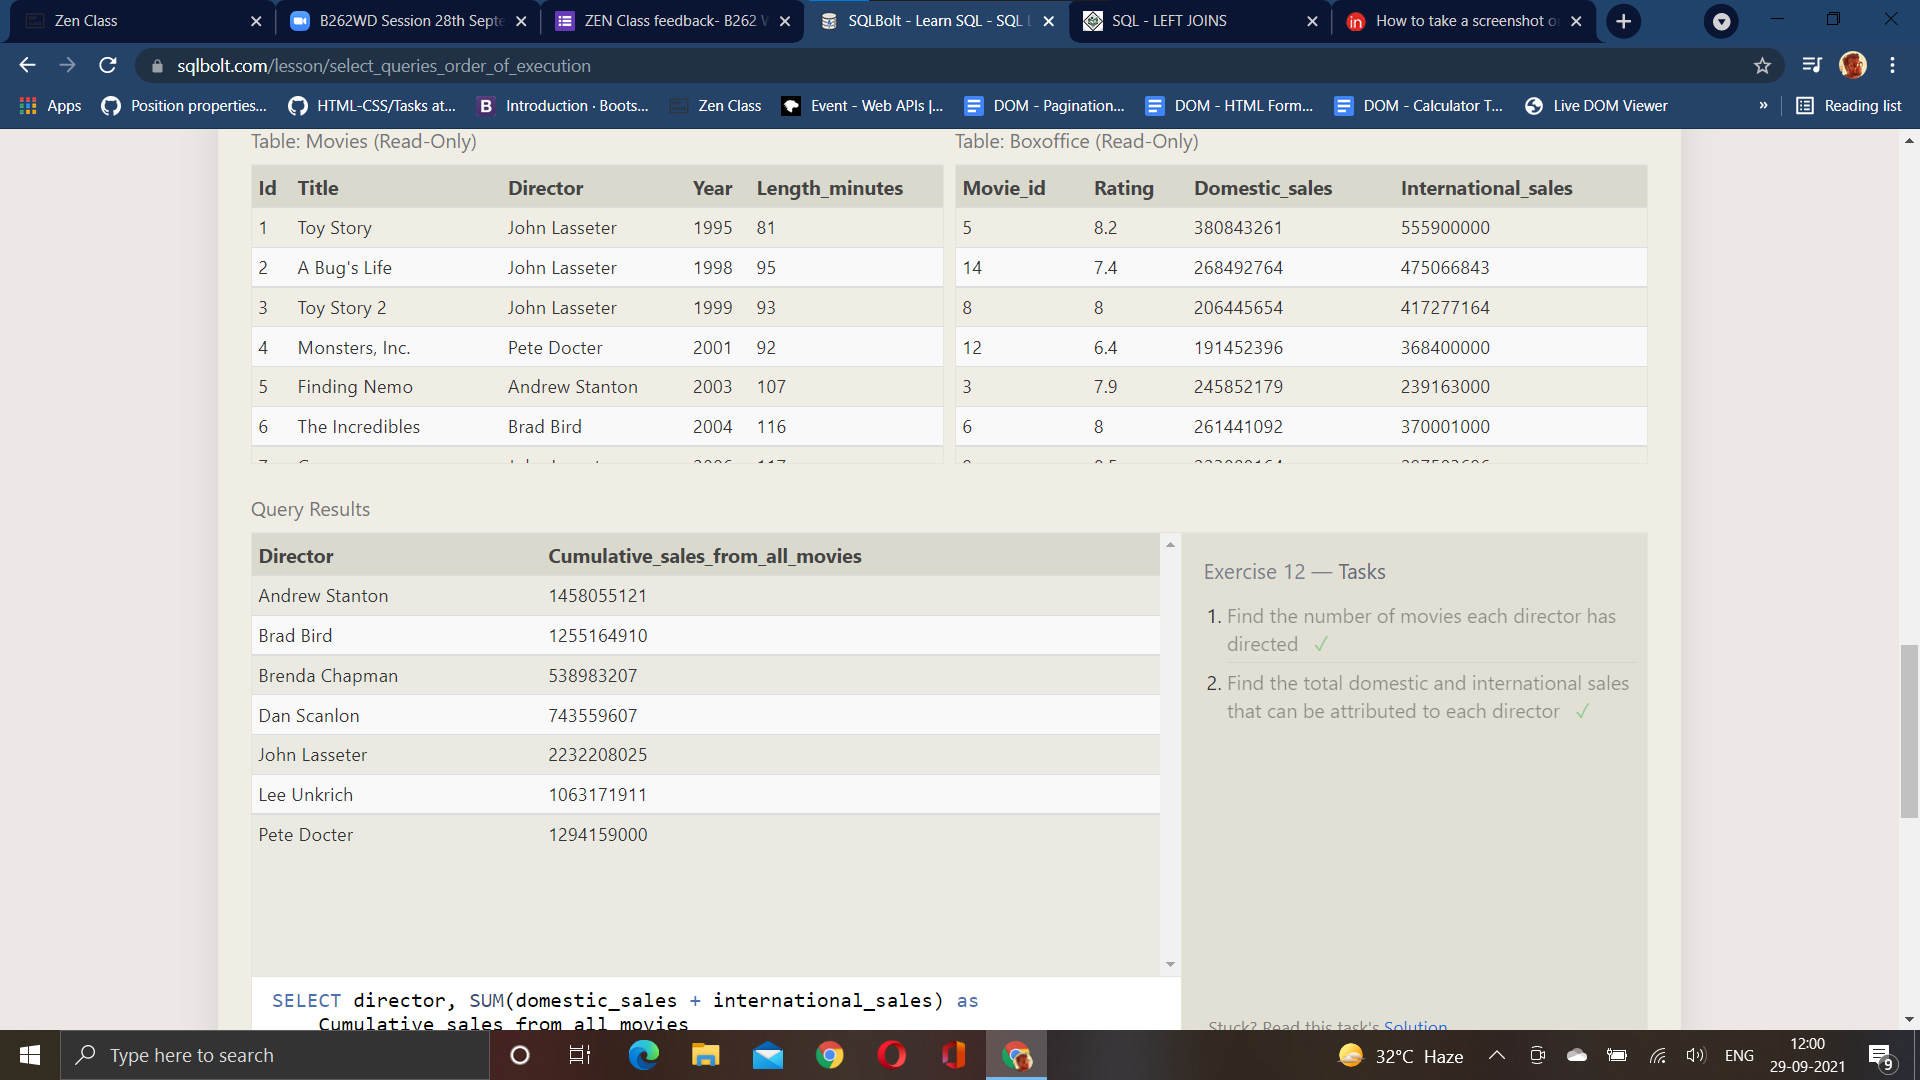 Zen Class
B262WD Session 28th Septe
ZEN Class feedback- B262 W
SQLBolt - Learn SQL - SQL L
SQL - LEFT JOINS
How to take a screenshot o
sqlbolt.com/lesson/select_queries_order_of_execution
Apps
Position properties...
HTML-CSS/Tasks at...
Introduction · Boots...
Zen Class
Event - Web APIs |...
DOM - Pagination...
DOM - HTML Form...
DOM - Calculator T...
Live DOM Viewer
»
Reading list
Table: Movies (Read-Only)
Id Title Director Year Length_minutes
1 Toy Story John Lasseter 1995 81
2 A Bug's Life John Lasseter 1998 95
3 Toy Story 2 John Lasseter 1999 93
4 Monsters, Inc. Pete Docter 2001 92
5 Finding Nemo Andrew Stanton 2003 107
6 The Incredibles Brad Bird 2004 116
Table: Boxoffice (Read-Only)
Movie_id Rating Domestic_sales International_sales
5 8.2 380843261 555900000
14 7.4 268492764 475066843
8 8 206445654 417277164
12 6.4 191452396 368400000
3 7.9 245852179 239163000
6 8 261441092 370001000
Query Results
Director Cumulative_sales_from_all_movies
Andrew Stanton 1458055121
Brad Bird 1255164910
Brenda Chapman 538983207
Dan Scanlon 743559607
John Lasseter 2232208025
Lee Unkrich 1063171911
Pete Docter 1294159000
Exercise 12 — Tasks
1. Find the number of movies each director has
directed ✓
2. Find the total domestic and international sales
that can be attributed to each director ✓
SELECT director, SUM(domestic_sales + international_sales) as
Cumulative_sales_from_all_movies
Stuck? Read this task's Solution
Type here to search
32°C Haze
ENG
12:00
29-09-2021
9